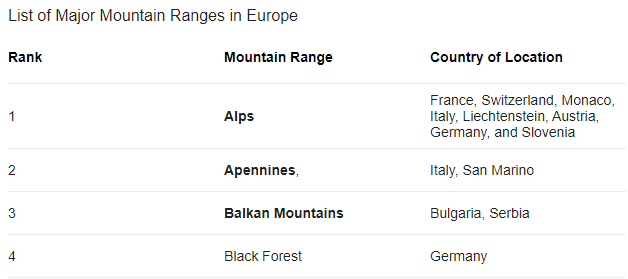 List of Major Mountain Ranges in Europe
Rank Mountain Range Country of Location
1 Alps France, Switzerland, Monaco,
Italy, Liechtenstein, Austria,
Germany, and Slovenia
2 Apennines, Italy, San Marino
3 Balkan Mountains Bulgaria, Serbia
4 Black Forest Germany